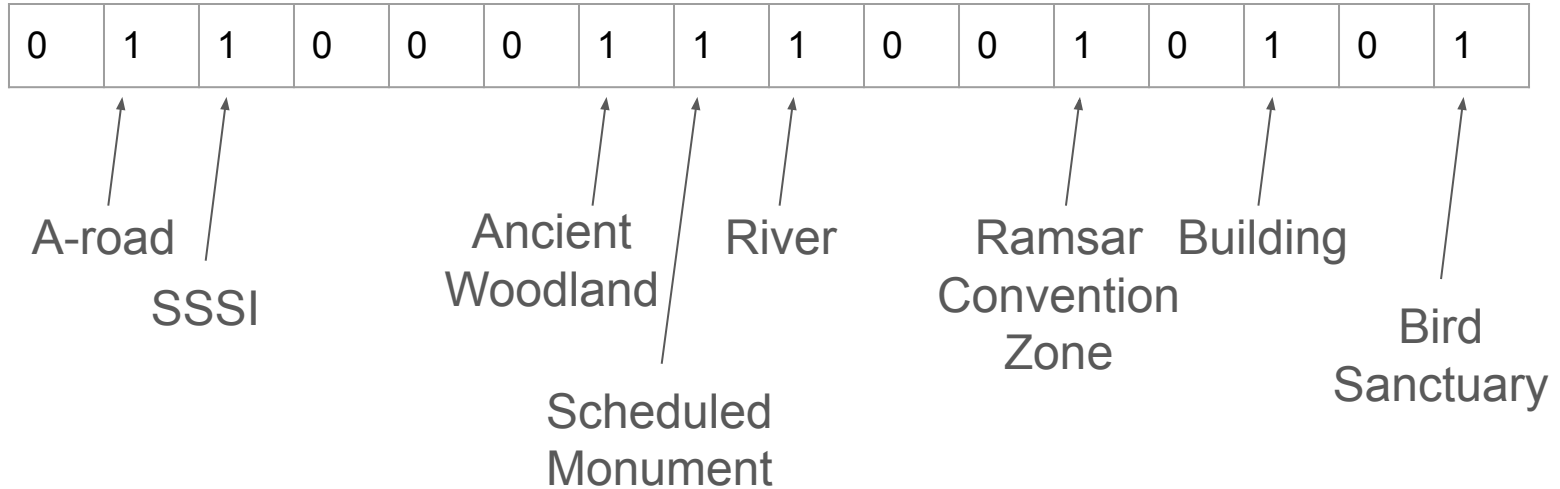 0 1 1 0 0 0 1 1 1 0 0 1 0 1 0 1
A-road
SSSI
Ancient
Woodland
Scheduled
Monument
River
Ramsar
Convention
Zone
Building
Bird
Sanctuary